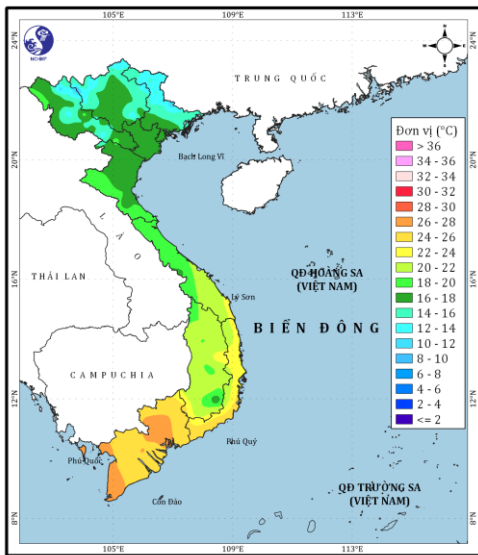 105°E 109°E 113°E
24°N
20°N
16°N
12°N
8°N
24°N
20°N
16°N
12°N
8°N
TRUNG QUỐC
Bạch Long Vĩ
LÀO
THÁI LAN
QĐ HOÀNG SA
(VIỆT NAM)
Lý Sơn
BIỂN ĐÔNG
CAMPUCHIA
Phú Quý
Phú Quốc
Côn Đảo
QĐ TRƯỜNG SA
(VIỆT NAM)
Đơn vị (°C)
> 36
34 - 36
32 - 34
30 - 32
28 - 30
26 - 28
24 - 26
22 - 24
20 - 22
18 - 20
16 - 18
14 - 16
12 - 14
10 - 12
8 - 10
6 - 8
4 - 6
2 - 4
<= 2
105°E 109°E 113°E